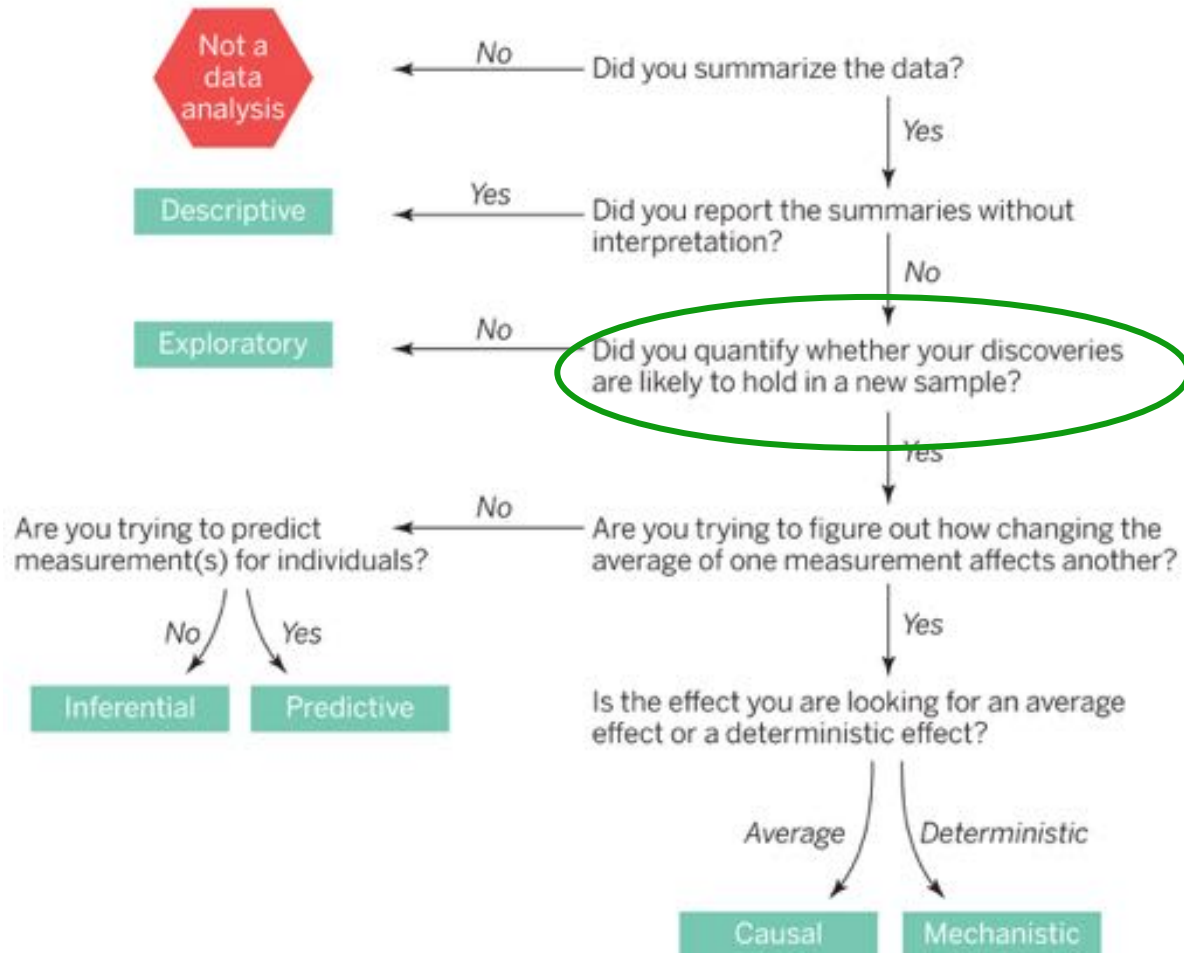 Not a
data
analysis
No
Did you summarize the data?
Yes
Descriptive
Yes
Did you report the summaries without
interpretation?
No
Exploratory
No
Did you quantify whether your discoveries
are likely to hold in a new sample?
Yes
Are you trying to predict
measurement(s) for individuals?
No
Are you trying to figure out how changing the
average of one measurement affects another?
No
Yes
Yes
Inferential
Predictive
Is the effect you are looking for an average
effect or a deterministic effect?
Average
Deterministic
Causal
Mechanistic